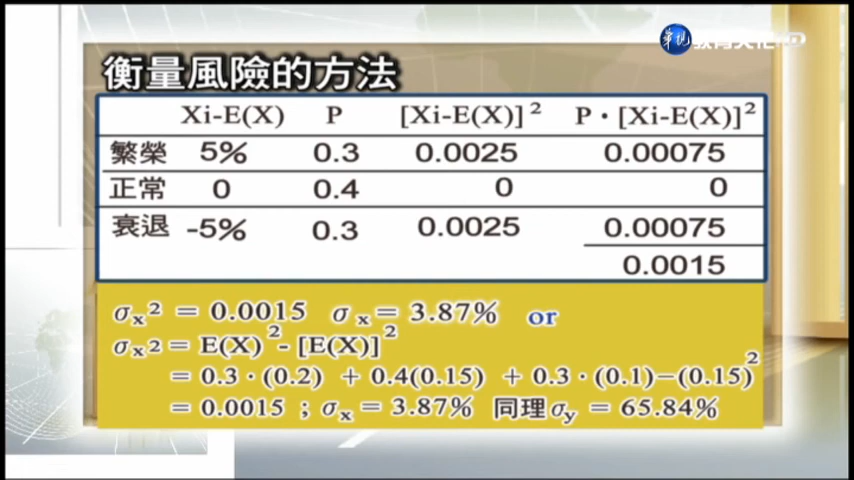 華視 教育文化HD
衡量風險的方法
Xi-E(X) P [Xi-E(X)]² P・[Xi-E(X)]²
繁榮 5% 0.3 0.0025 0.00075
正常 0 0.4 0 0
衰退 -5% 0.3 0.0025 0.00075
0.0015
σx² = 0.0015 σx = 3.87% or
σx² = E(X)² - [E(X)]²
= 0.3・(0.2) + 0.4(0.15) + 0.3・(0.1)−(0.15)²
= 0.0015 ; σx = 3.87% 同理σy = 65.84%